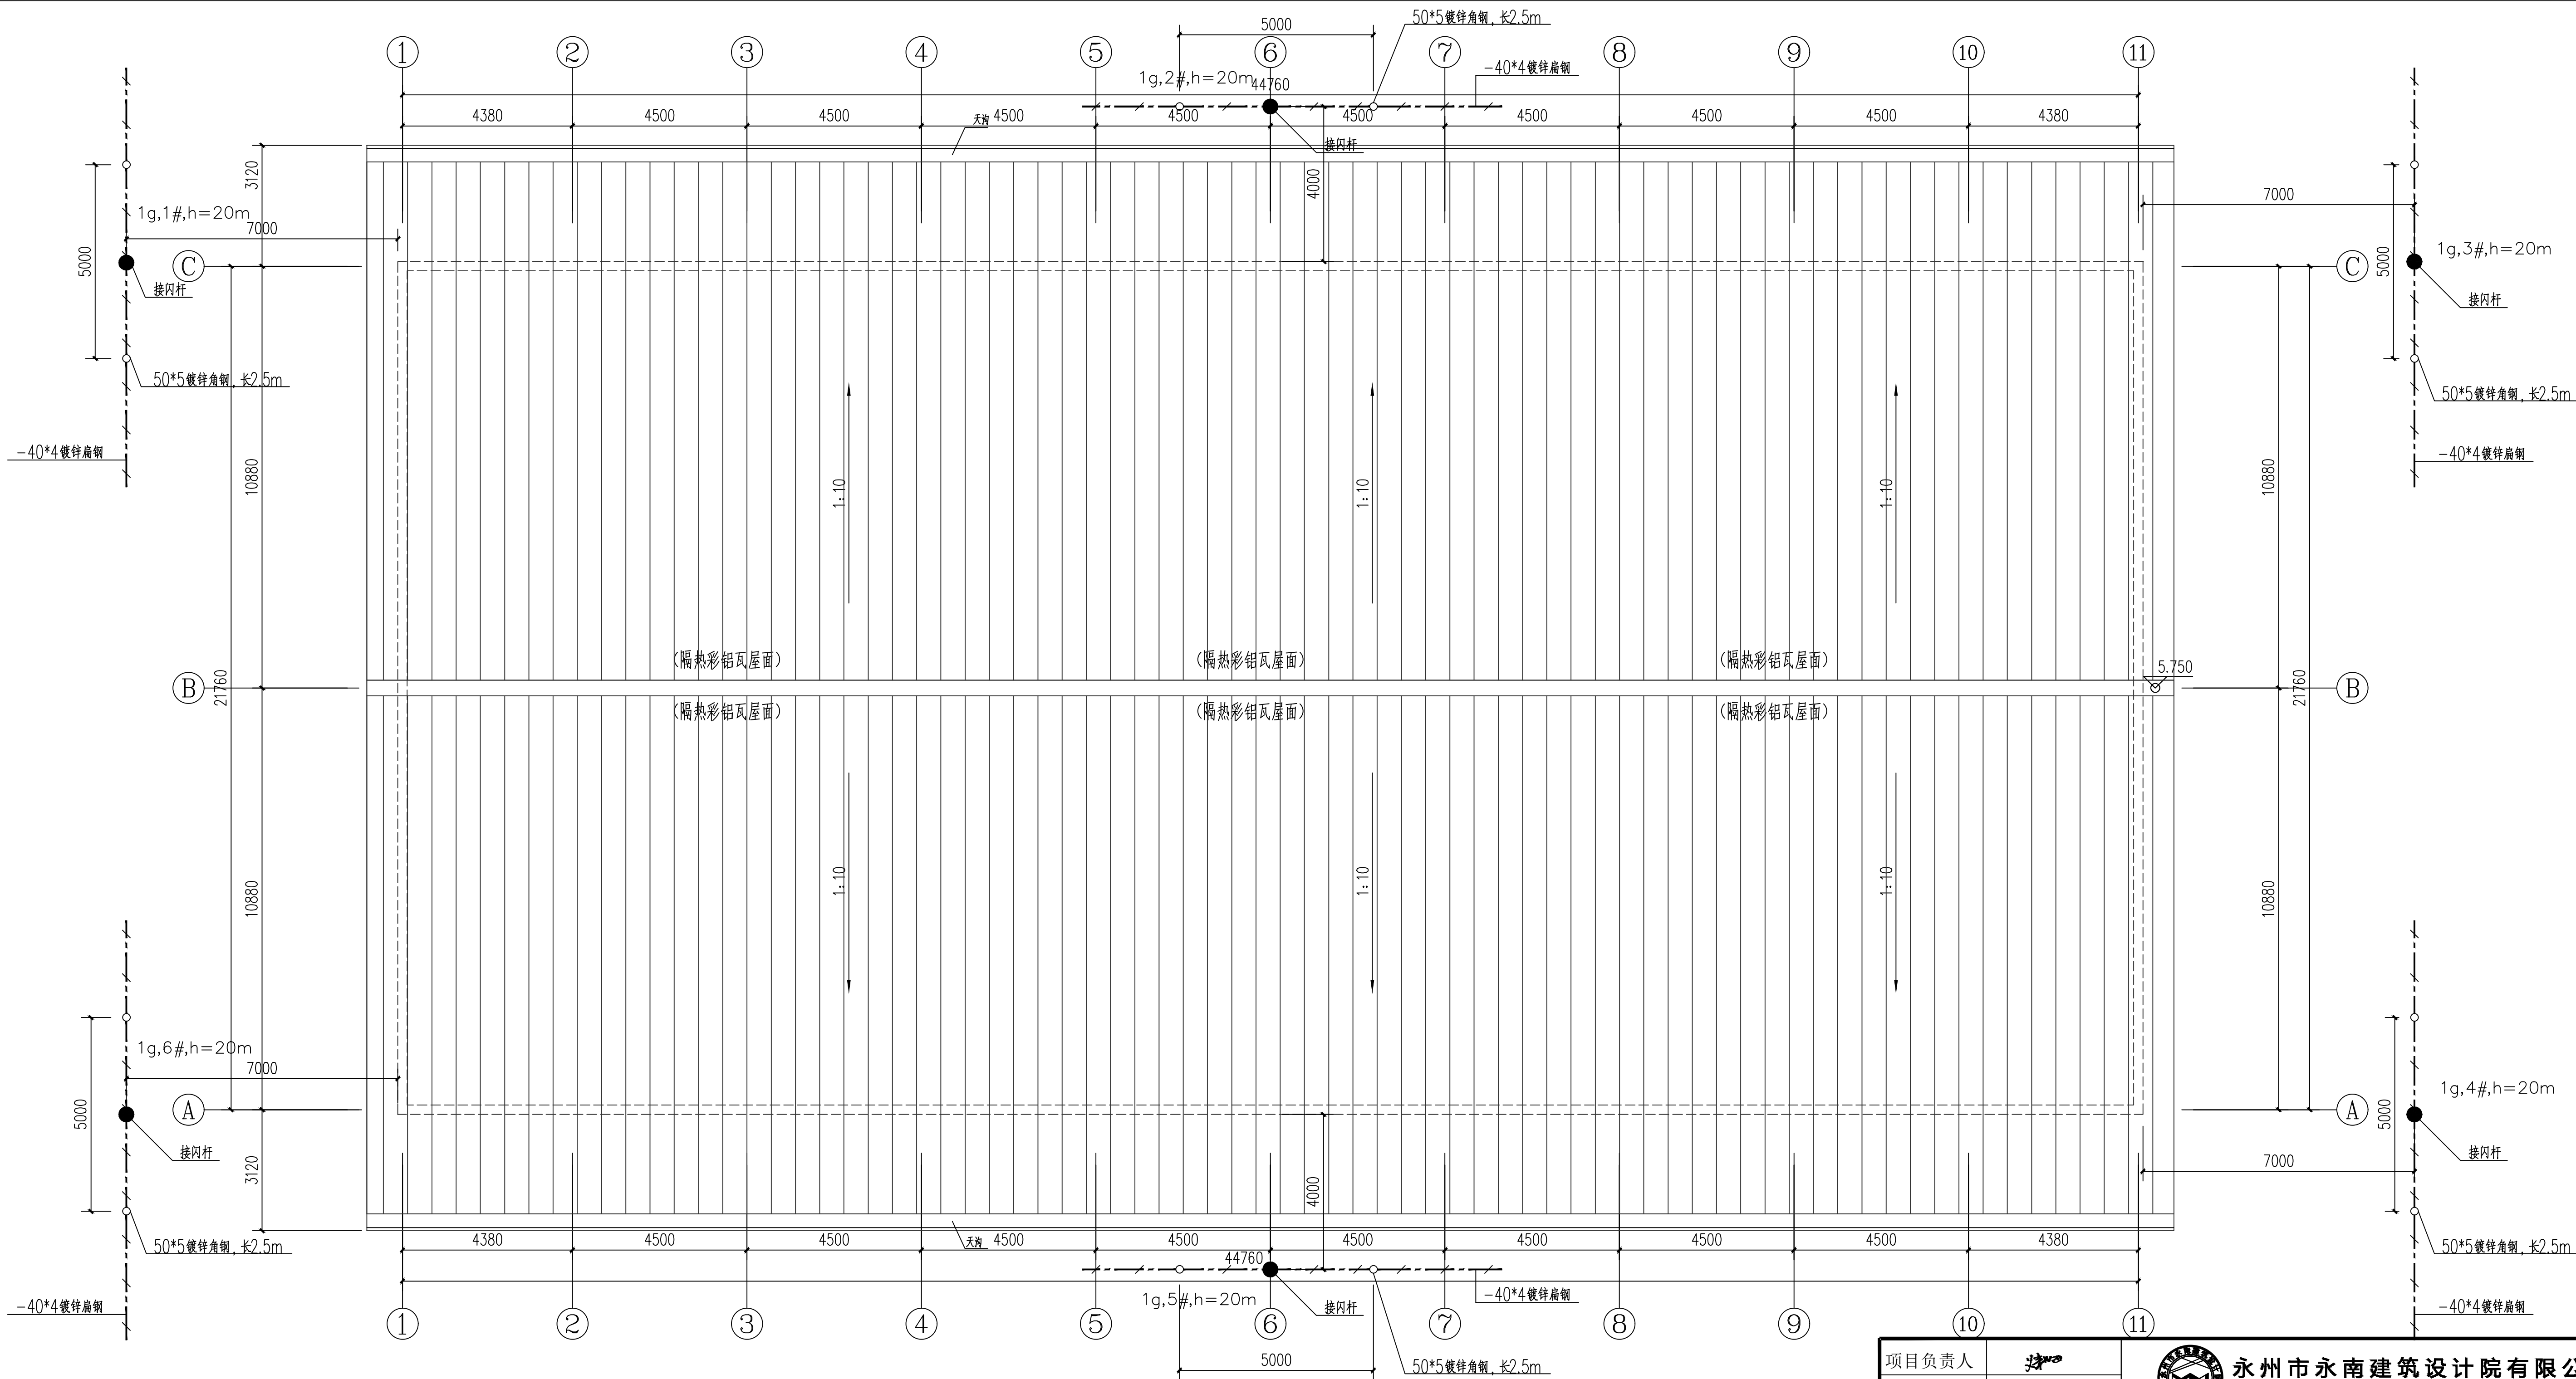 1
2
3
4
5
6
7
8
9
10
11
5000
50*5镀锌角钢, 长2.5m
-40*4镀锌扁钢
1g,2#,h=20m
44760
4380
4500
4500
天沟
4500
4500
4500
4500
4500
4500
4380
接闪杆
4000
3120
1g,1#,h=20m
7000
5000
C
接闪杆
50*5镀锌角钢, 长2.5m
-40*4镀锌扁钢
7000
1g,3#,h=20m
5000
C
接闪杆
50*5镀锌角钢, 长2.5m
-40*4镀锌扁钢
10880
1:10
1:10
1:10
10880
(隔热彩铝瓦屋面)
(隔热彩铝瓦屋面)
(隔热彩铝瓦屋面)
5.750
B
21760
21760
B
(隔热彩铝瓦屋面)
(隔热彩铝瓦屋面)
(隔热彩铝瓦屋面)
10880
1:10
1:10
1:10
10880
1g,6#,h=20m
7000
5000
A
接闪杆
3120
50*5镀锌角钢, 长2.5m
-40*4镀锌扁钢
1g,4#,h=20m
5000
A
接闪杆
7000
50*5镀锌角钢, 长2.5m
-40*4镀锌扁钢
4000
4380
4500
4500
天沟
4500
4500
4500
4500
4500
4500
4380
44760
1g,5#,h=20m
接闪杆
-40*4镀锌扁钢
1
2
3
4
5
6
7
8
9
10
11
5000
50*5镀锌角钢, 长2.5m
项目负责人
永州市永南建筑设计院有限